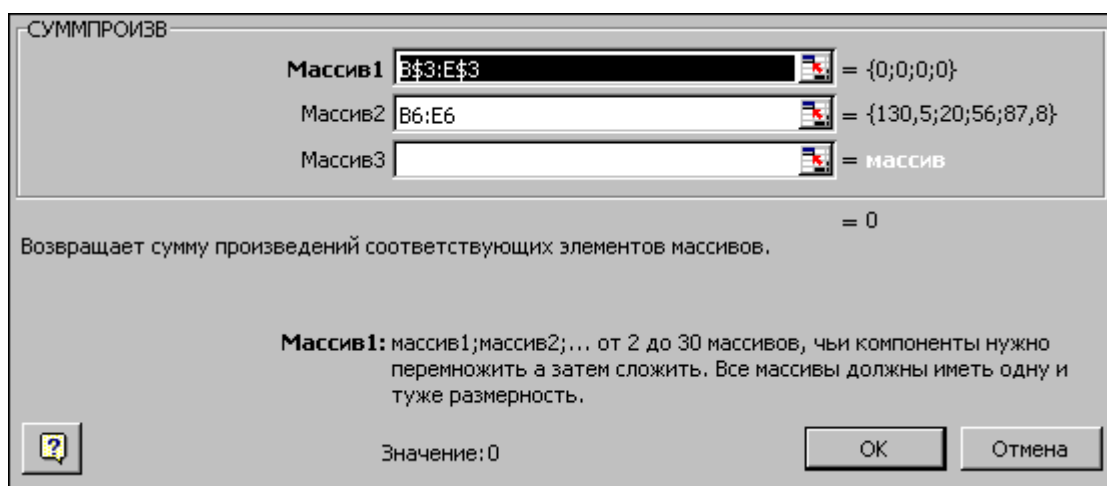 СУММПРОИЗВ
Массив1 B$3:E$3 = {0;0;0;0}
Массив2 B6:E6 = {130,5;20;56;87,8}
Массив3 = массив
= 0
Возвращает сумму произведений соответствующих элементов массивов.
Массив1: массив1;массив2;... от 2 до 30 массивов, чьи компоненты нужно
перемножить а затем сложить. Все массивы должны иметь одну и
туже размерность.
? Значение:0 OK Отмена